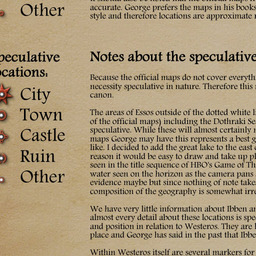 Other
peculative
ocations:
City
Town
Castle
Ruin
Other
accurate. George prefers the maps in his books
style and therefore locations are approximate
Notes about the speculative
Because the official maps do not cover everyth
necessity speculative in nature. Therefore this
canon.
The areas of Essos outside of the dotted white l
of the official maps) including the Dothraki Se
speculative. While these will almost certainly
maps George may have this represents a best g
like. I decided to add the great lake to the east
reason it would be easy to draw and take up pl
seen in the title sequence of HBO's Game of Th
water seen on the horizon as the camera pans
evidence maybe but since nothing of note take
composition of the geography is somewhat irre
We have very little information about Ibben an
almost every detail about these locations is spec
and position in relation to Westeros. They are l
place and George has said in the past that Ibbe
Within Westeros itself are several markers for